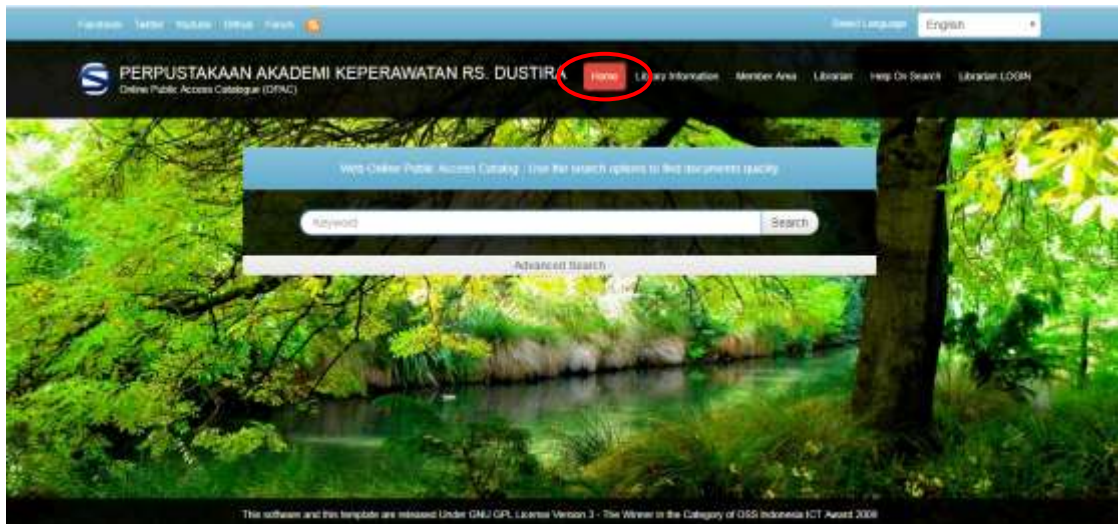 Facebook Twitter Youtube Github Forum
Select Language English
PERPUSTAKAAN AKADEMI KEPERAWATAN RS. DUSTIRA
Online Public Access Catalogue (OPAC)
Home Library Information Member Area Librarian Help On Search Librarian LOGIN
Web Online Public Access Catalog - Use the search options to find documents quickly
Keyword Search
Advanced Search
This software and this template are released Under GNU GPL License Version 3 - The Winner in the Category of OSS Indonesia ICT Award 2009